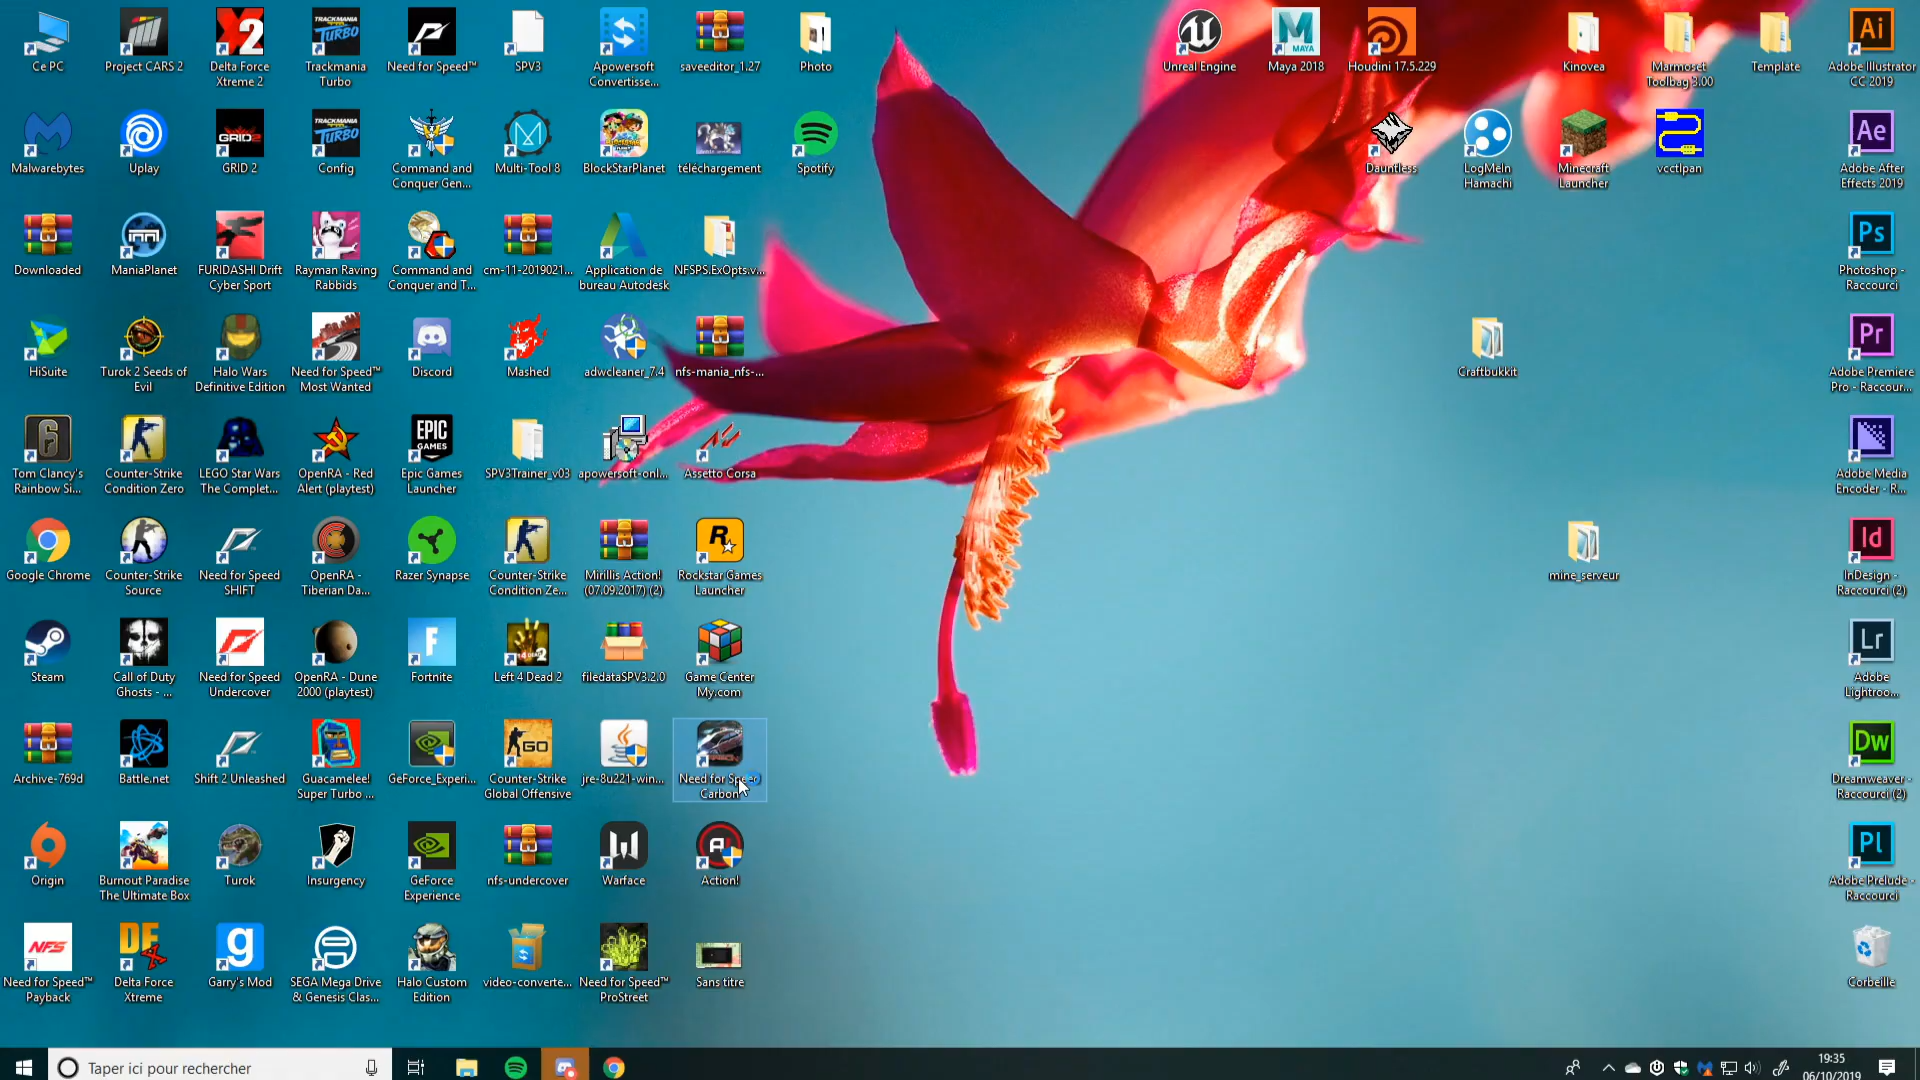 Ce PC
Project CARS 2
Delta Force
Xtreme 2
Trackmania
Turbo
Need for Speed™
SPV3
Apowersoft
Convertisse...
saveeditor_1.27
Photo
Unreal Engine
Maya 2018
Houdini 17.5.229
Kinovea
Marmoset
Toolbag 3.00
Template
Adobe Illustrator
CC 2019
Malwarebytes
Uplay
GRID 2
Config
Command and
Conquer Gen...
Multi-Tool 8
BlockStarPlanet
téléchargement
Spotify
Dauntless
LogMeIn
Hamachi
Minecraft
Launcher
vcctlpan
Adobe After
Effects 2019
Downloaded
ManiaPlanet
FURIDASHI Drift
Cyber Sport
Rayman Raving
Rabbids
Command and
Conquer and T...
cm-11-2019021...
Application de
bureau Autodesk
NFSPS.ExOpts.v...
Photoshop -
Raccourci
HiSuite
Turok 2 Seeds of
Evil
Halo Wars
Definitive Edition
Need for Speed™
Most Wanted
Discord
Mashed
adwcleaner_7.4
nfs-mania_nfs-...
Craftbukkit
Adobe Premiere
Pro - Raccour...
Tom Clancy's
Rainbow Si...
Counter-Strike
Condition Zero
LEGO Star Wars
The Complet...
OpenRA - Red
Alert (playtest)
Epic Games
Launcher
SPV3Trainer_v03
apowersoft-onl...
Assetto Corsa
Adobe Media
Encoder - R...
Google Chrome
Counter-Strike
Source
Need for Speed
SHIFT
OpenRA -
Tiberian Da...
Razer Synapse
Counter-Strike
Condition Ze...
Mirillis Action!
(07.09.2017) (2)
Rockstar Games
Launcher
mine_serveur
InDesign -
Raccourci (2)
Steam
Call of Duty
Ghosts - ...
Need for Speed
Undercover
OpenRA - Dune
2000 (playtest)
Fortnite
Left 4 Dead 2
filedataSPV3.2.0
Game Center
My.com
Adobe
Lightroo...
Archive-769d
Battle.net
Shift 2 Unleashed
Guacamelee!
Super Turbo ...
GeForce_Experi...
Counter-Strike
Global Offensive
jre-8u221-win...
Need for Speed
Carbon
Dreamweaver -
Raccourci (2)
Origin
Burnout Paradise
The Ultimate Box
Turok
Insurgency
GeForce
Experience
nfs-undercover
Warface
Action!
Adobe Prelude -
Raccourci
Need for Speed™
Payback
Delta Force
Xtreme
Garry's Mod
SEGA Mega Drive
& Genesis Clas...
Halo Custom
Edition
video-converte...
Need for Speed™
ProStreet
Sans titre
Corbeille
Taper ici pour rechercher
19:35
06/10/2019